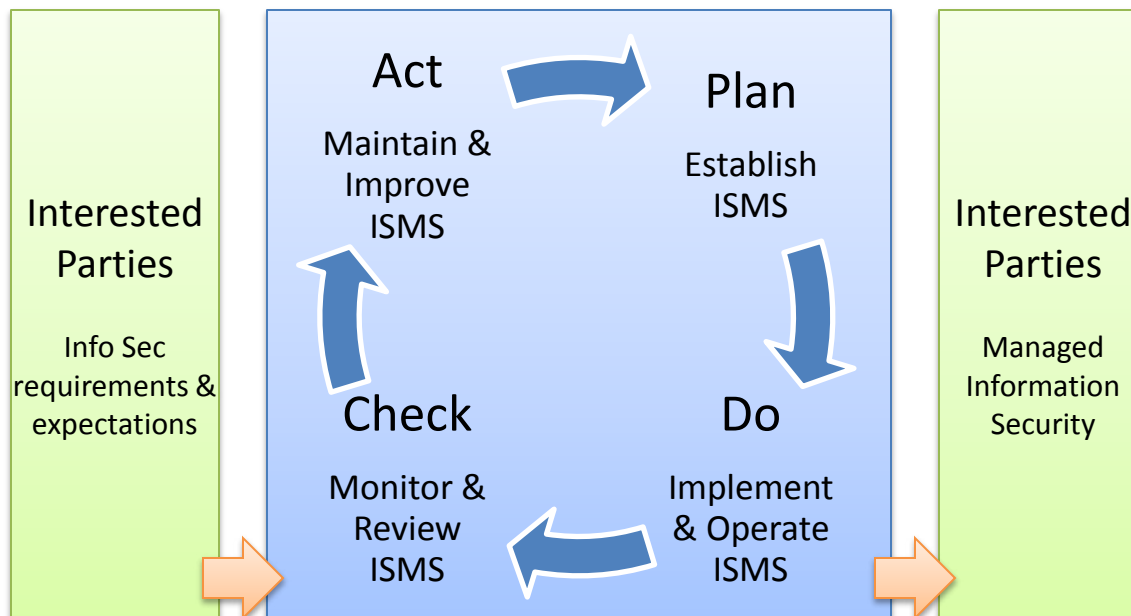 Interested
Parties
Info Sec
requirements &
expectations
Act
Maintain &
Improve
ISMS
Plan
Establish
ISMS
Check
Monitor &
Review
ISMS
Do
Implement
& Operate
ISMS
Interested
Parties
Managed
Information
Security